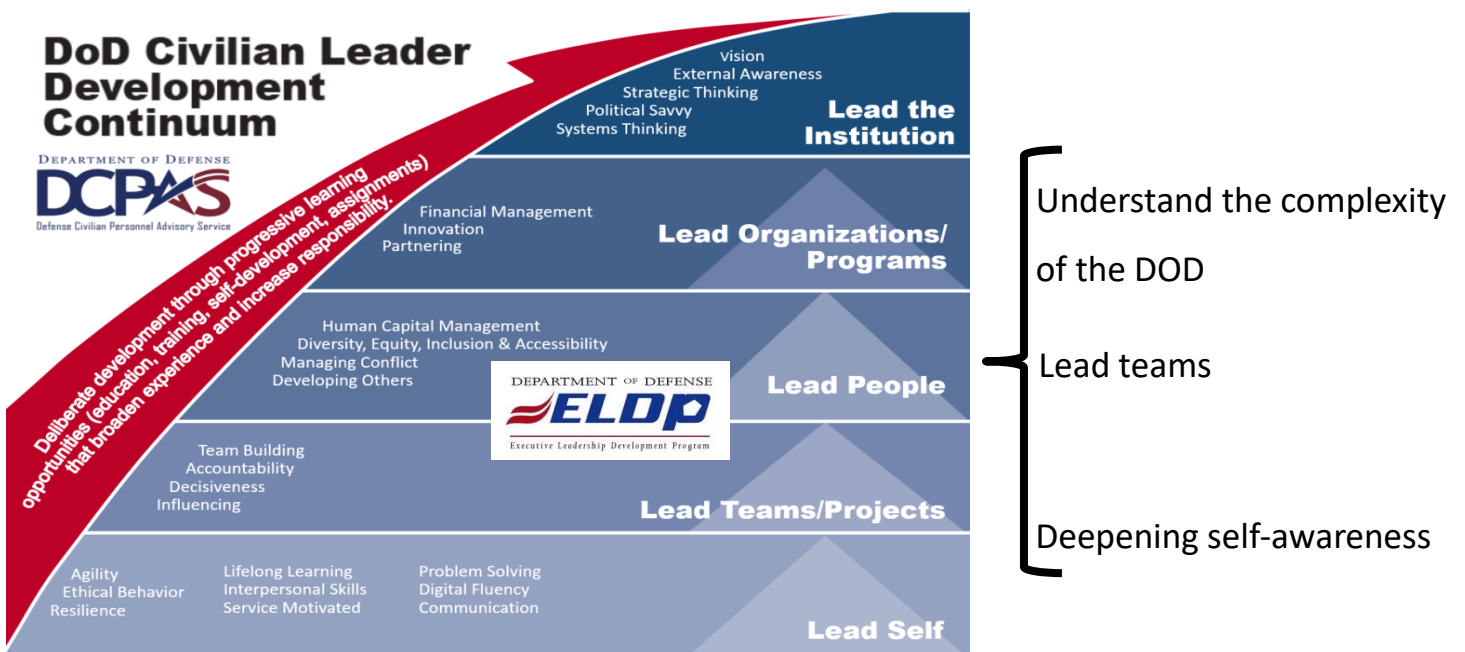 DoD Civilian Leader
Development
Continuum
DEPARTMENT OF DEFENSE
DCPAS
Defense Civilian Personnel Advisory Service
Deliberate development through progressive learning
opportunities (education, training, self-development, assignments)
that broaden experience and increase responsibility.
Vision
External Awareness
Strategic Thinking
Political Savvy
Systems Thinking
Lead the
Institution
Financial Management
Innovation
Partnering
Lead Organizations/
Programs
Human Capital Management
Diversity, Equity, Inclusion & Accessibility
Managing Conflict
Developing Others
Lead People
DEPARTMENT OF DEFENSE
ELDP
Executive Leadership Development Program
Team Building
Accountability
Decisiveness
Influencing
Lead Teams/Projects
Agility
Ethical Behavior
Resilience
Lifelong Learning
Interpersonal Skills
Service Motivated
Problem Solving
Digital Fluency
Communication
Lead Self
Understand the complexity
of the DOD
Lead teams
Deepening self-awareness